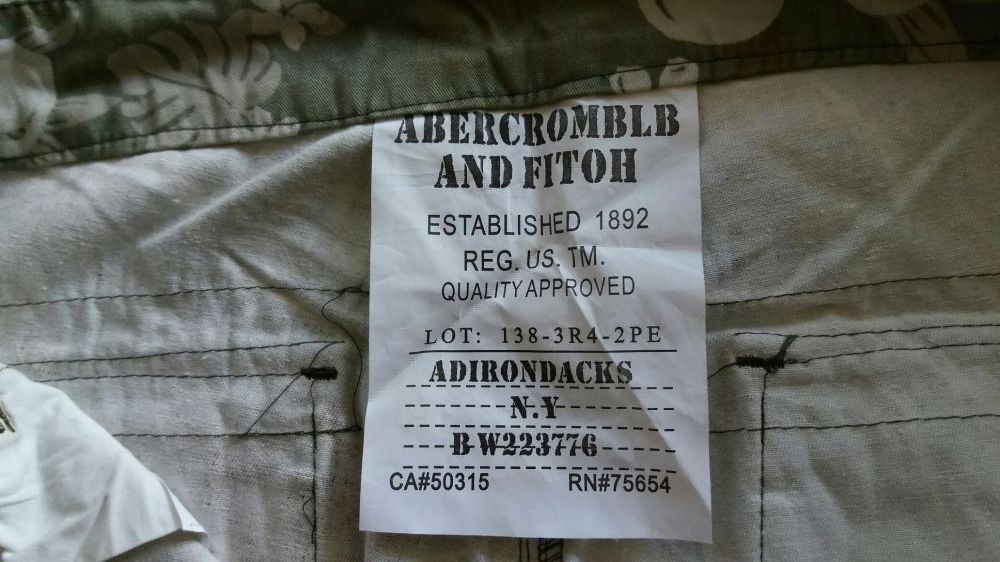 ABERCROMBLB
AND FITOH
ESTABLISHED 1892
REG. US. TM.
QUALITY APPROVED
LOT: 138-3R4-2PE
ADIRONDACKS
N.Y
B-W223776
CA#50315 RN#75654